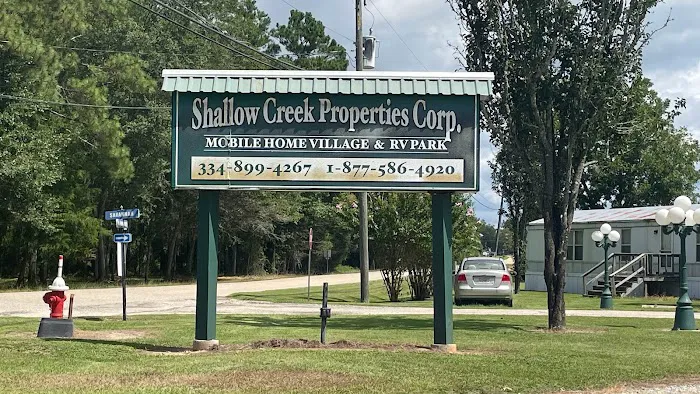 Shallow Creek Properties Corp.
MOBILE HOME VILLAGE & RV PARK
334-899-4267 1-877-586-4920